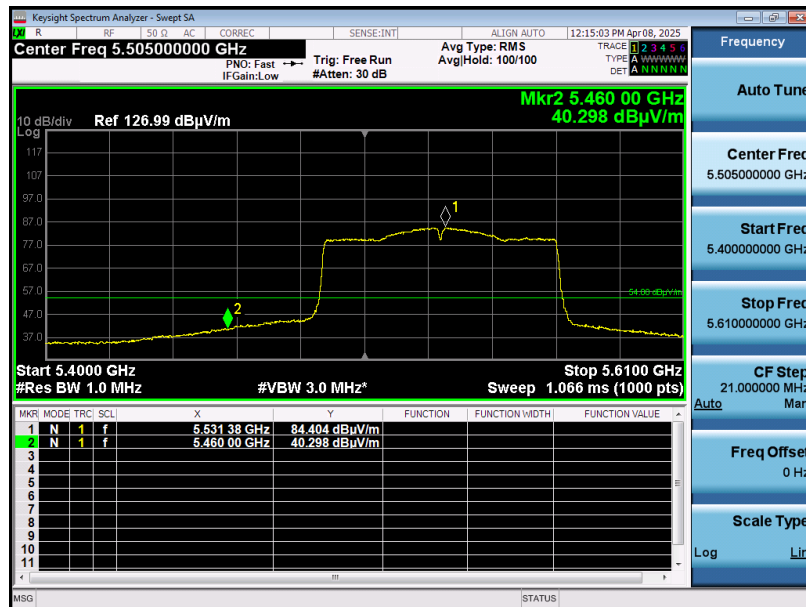 Keysight Spectrum Analyzer - Swept SA
R RF 50 Ω AC CORREC SENSE:INT ALIGN AUTO 12:15:03 PM Apr 08, 2025
Center Freq 5.505000000 GHz
PNO: Fast
IFGain:Low
Trig: Free Run
#Atten: 30 dB
Avg Type: RMS
Avg|Hold: 100/100
TRACE 1 2 3 4 5 6
TYPE A WWWWW
DET A N N N N N
Mkr2 5.460 00 GHz
40.298 dBµV/m
10 dB/div Ref 126.99 dBµV/m
Log
117
107
97.0
87.0
77.0
67.0
57.0
47.0
37.0
1
2
54.00 dBµV/m
Start 5.4000 GHz Stop 5.6100 GHz
#Res BW 1.0 MHz #VBW 3.0 MHz* Sweep 1.066 ms (1000 pts)
MKR MODE TRC SCL X Y FUNCTION FUNCTION WIDTH FUNCTION VALUE
1 N 1 f 5.531 38 GHz 84.404 dBµV/m
2 N 1 f 5.460 00 GHz 40.298 dBµV/m
3
4
5
6
7
8
9
10
11
MSG STATUS
Frequency
Auto Tune
Center Freq
5.505000000 GHz
Start Freq
5.400000000 GHz
Stop Freq
5.610000000 GHz
CF Step
21.000000 MHz
Auto Man
Freq Offset
0 Hz
Scale Type
Log Lin